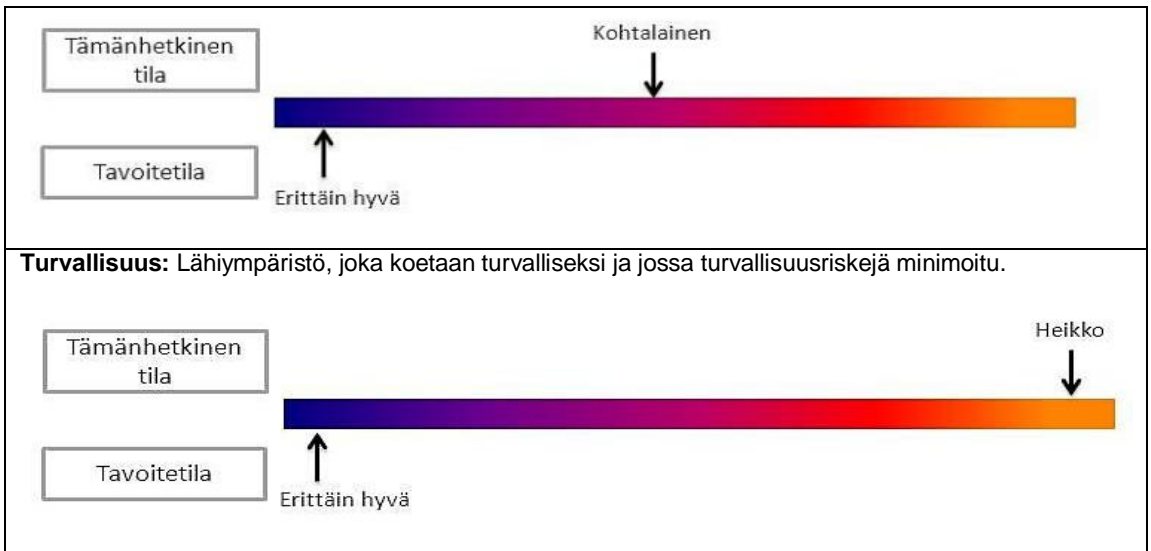 Tämänhetkinen
tila
Kohtalainen
Tavoitetila
Erittäin hyvä
Turvallisuus: Lähiympäristö, joka koetaan turvalliseksi ja jossa turvallisuusriskejä minimoitu.
Tämänhetkinen
tila
Heikko
Tavoitetila
Erittäin hyvä